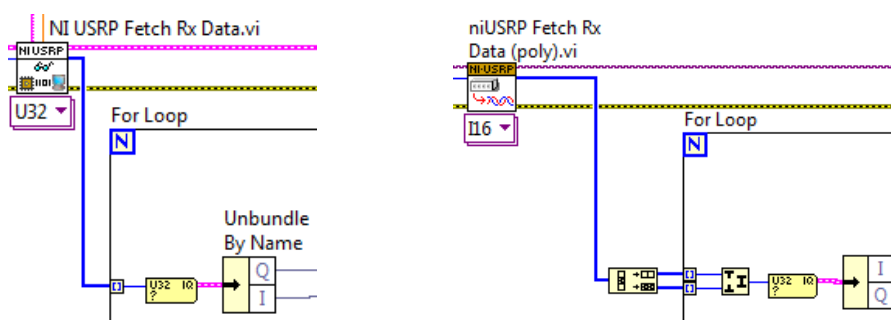 NI USRP Fetch Rx Data.vi
NI USRP
U32
For Loop
N
Unbundle
By Name
U32 IQ
?
Q
I
niUSRP Fetch Rx
Data (poly).vi
NI-USRP
I16
For Loop
N
U32 IQ
?
I
Q